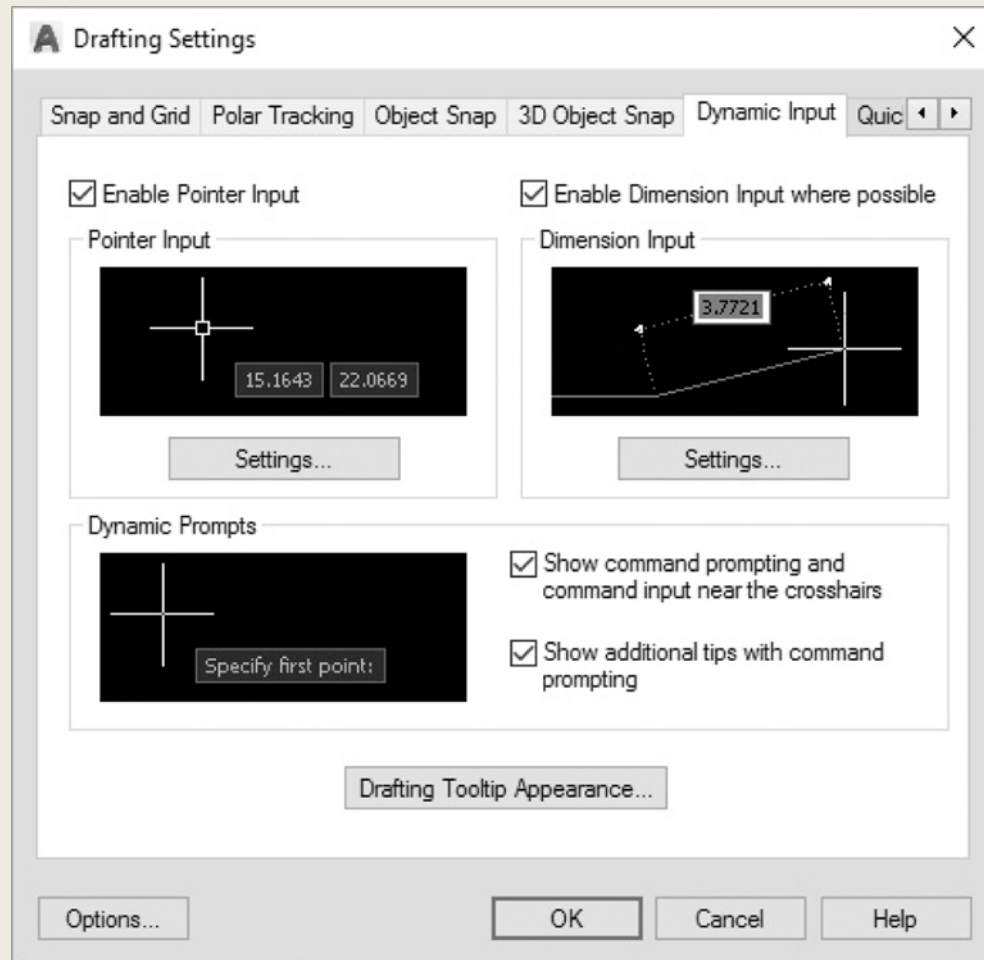 Drafting Settings
Snap and Grid Polar Tracking Object Snap 3D Object Snap Dynamic Input Quic
Enable Pointer Input
Enable Dimension Input where possible
Pointer Input
Dimension Input
15.1643 22.0669
3.7721
Settings...
Settings...
Dynamic Prompts
Specify first point:
Show command prompting and
command input near the crosshairs
Show additional tips with command
prompting
Drafting Tooltip Appearance...
Options...
OK
Cancel
Help